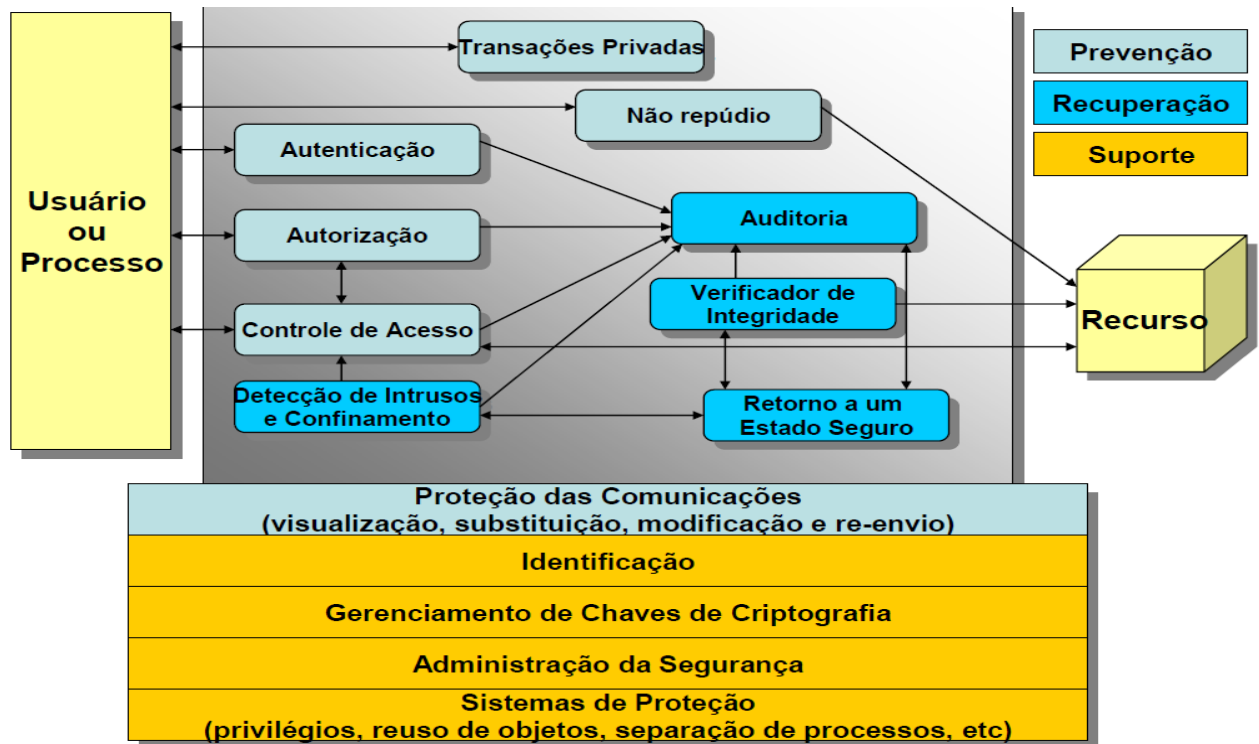 Transações Privadas
Prevenção
Não repúdio
Recuperação
Autenticação
Suporte
Usuário
ou
Processo
Autorização
Auditoria
Verificador de
Integridade
Controle de Acesso
Recurso
Detecção de Intrusos
e Confinamento
Retorno a um
Estado Seguro
Proteção das Comunicações
(visualização, substituição, modificação e re-envio)
Identificação
Gerenciamento de Chaves de Criptografia
Administração da Segurança
Sistemas de Proteção
(privilégios, reuso de objetos, separação de processos, etc)